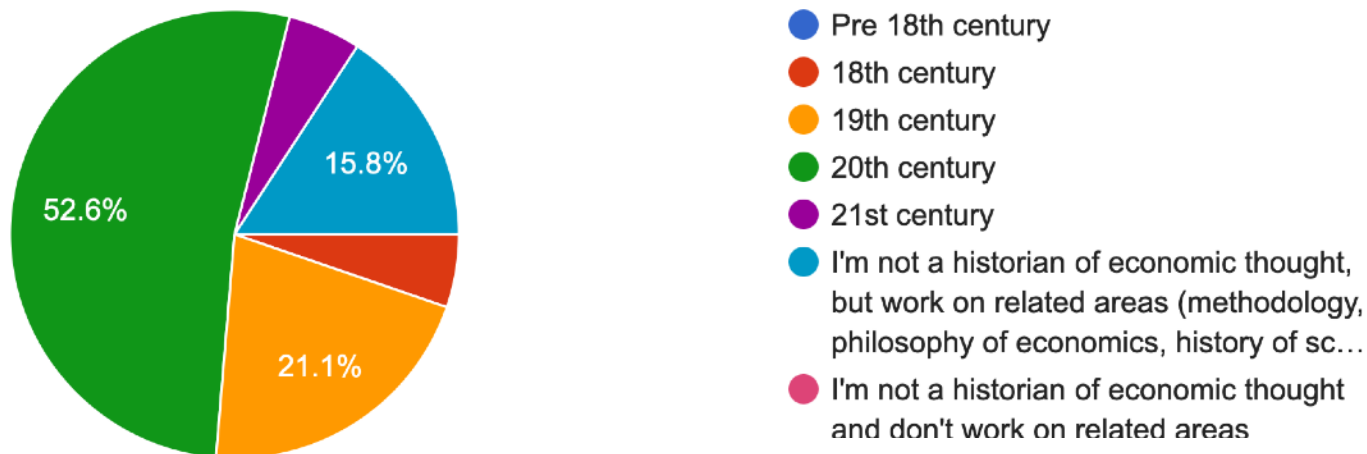 Pre 18th century
18th century
19th century
20th century
21st century
I'm not a historian of economic thought,
but work on related areas (methodology,
philosophy of economics, history of sc…
I'm not a historian of economic thought
and don't work on related areas
15.8%
52.6%
21.1%